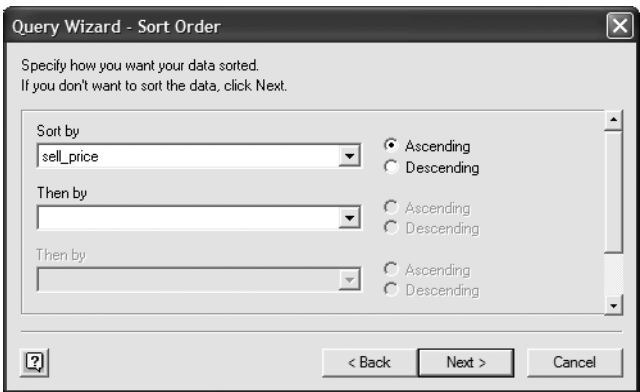 Query Wizard - Sort Order
Specify how you want your data sorted.
If you don't want to sort the data, click Next.
Sort by
sell_price
Ascending
Descending
Then by
Ascending
Descending
Then by
Ascending
Descending
?
< Back
Next >
Cancel